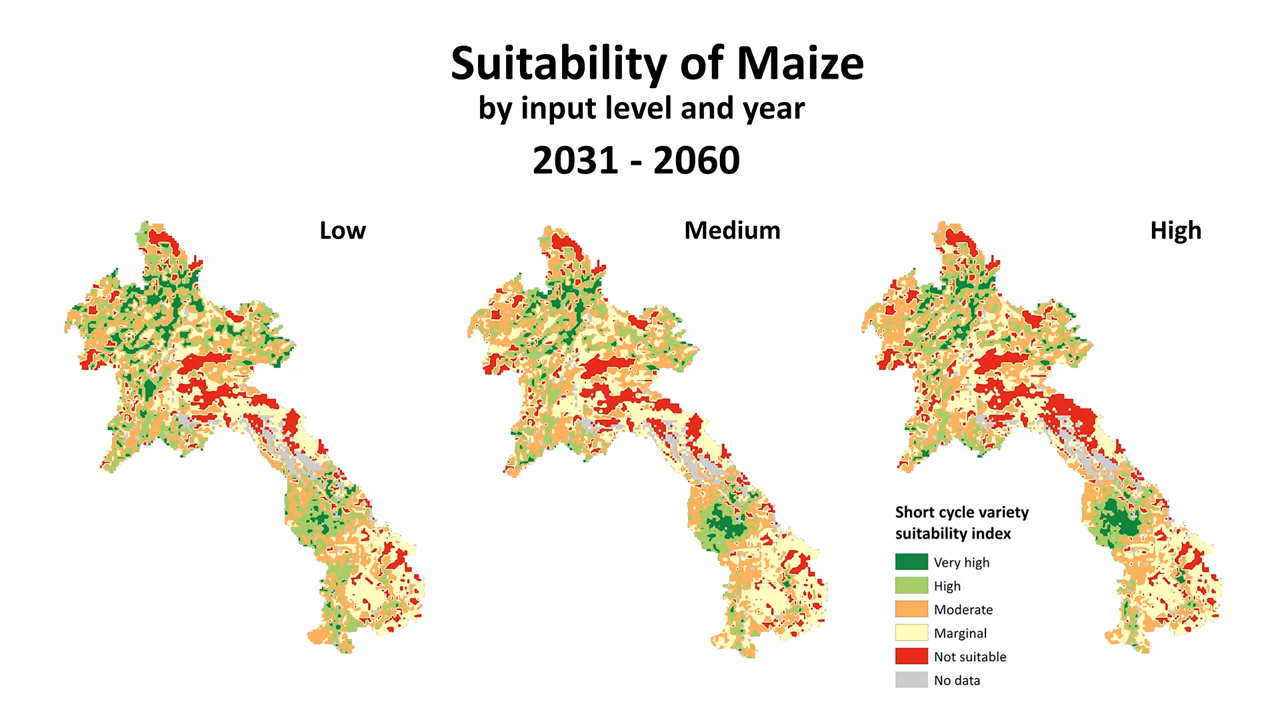 Suitability of Maize
by input level and year
2031 - 2060
Low
Medium
High
Short cycle variety
suitability index
Very high
High
Moderate
Marginal
Not suitable
No data